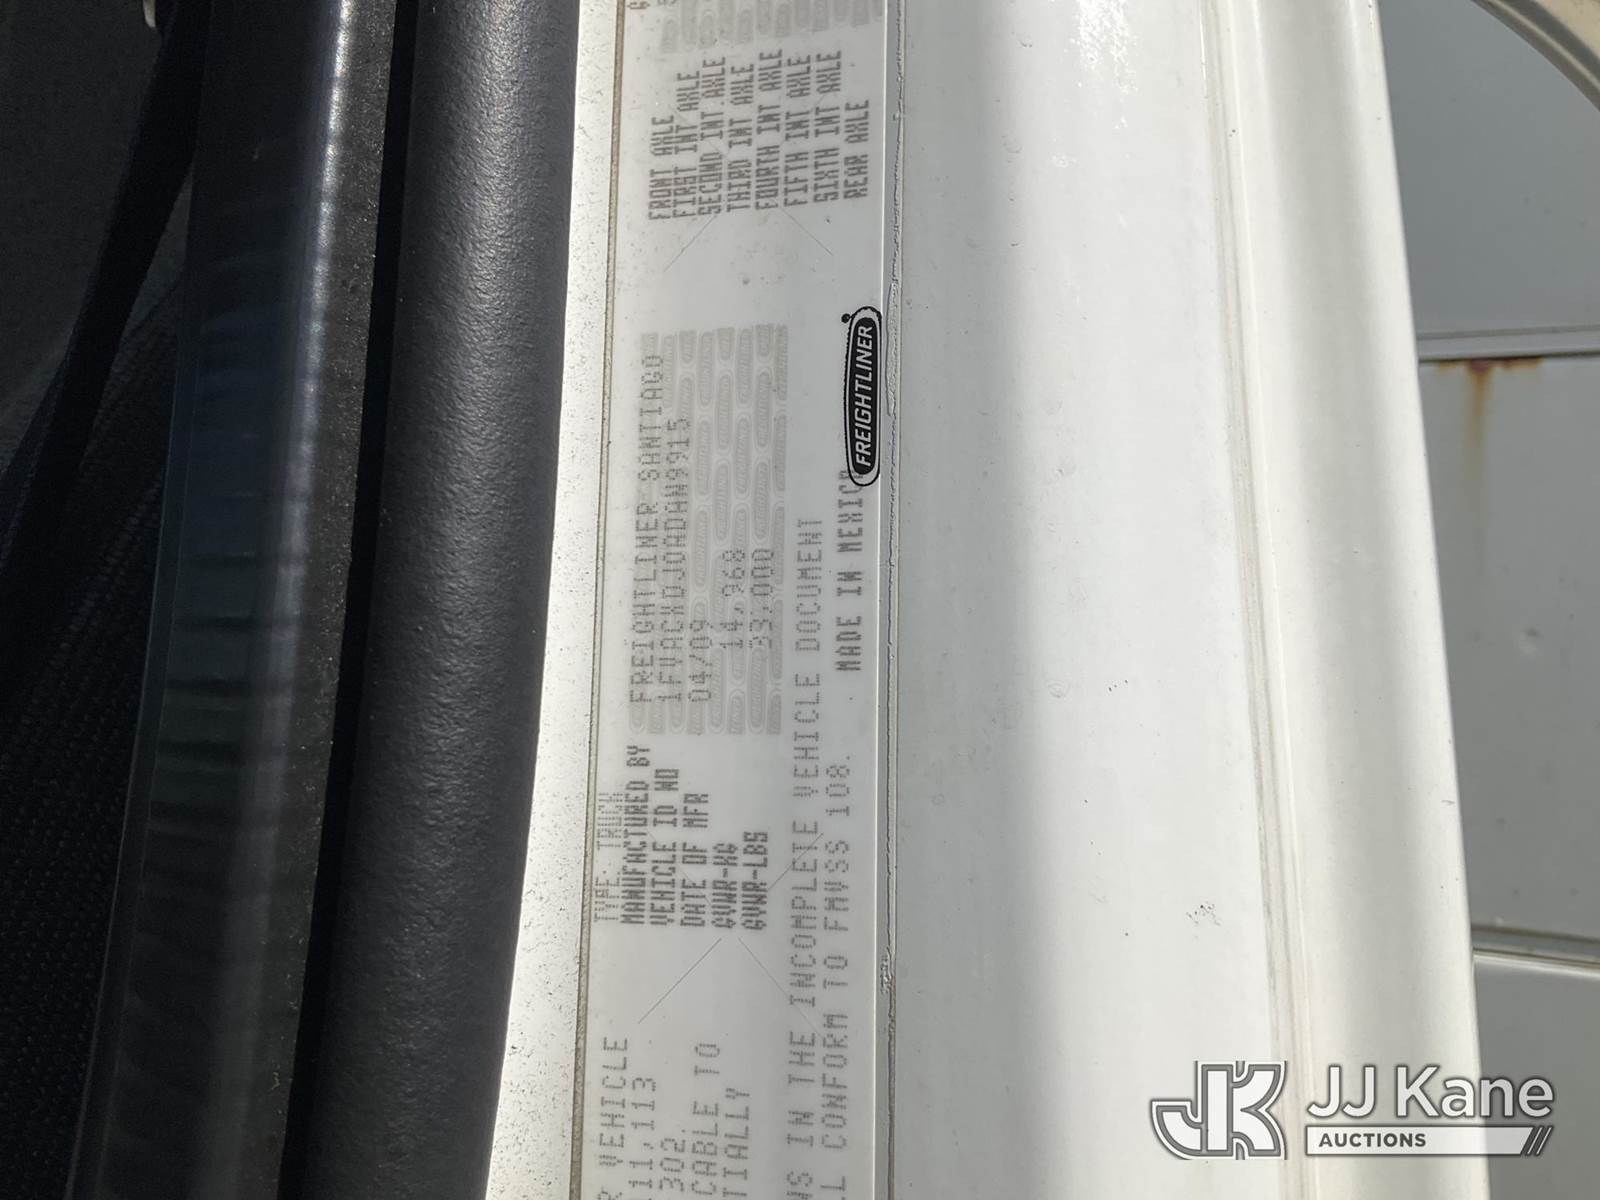 TYPE: TRUCK
MANUFACTURED BY FREIGHTLINER SANTIAGO
VEHICLE ID NO 1FVACXDJ0ADAW9915
DATE OF MFR 04/09
GVWR-KG 14,968
GVWR-LBS 33,000
FRONT AXLE
FIRST INT AXLE
SECOND INT AXLE
THIRD INT AXLE
FOURTH INT AXLE
FIFTH INT AXLE
SIXTH INT AXLE
REAR AXLE
VEHICLE
111,113
302.
CABLE TO
TIALLY
NS IN THE INCOMPLETE VEHICLE DOCUMENT
LL CONFORM TO FMVSS 108.
MADE IN MEXICO
FREIGHTLINER
JJ Kane
AUCTIONS